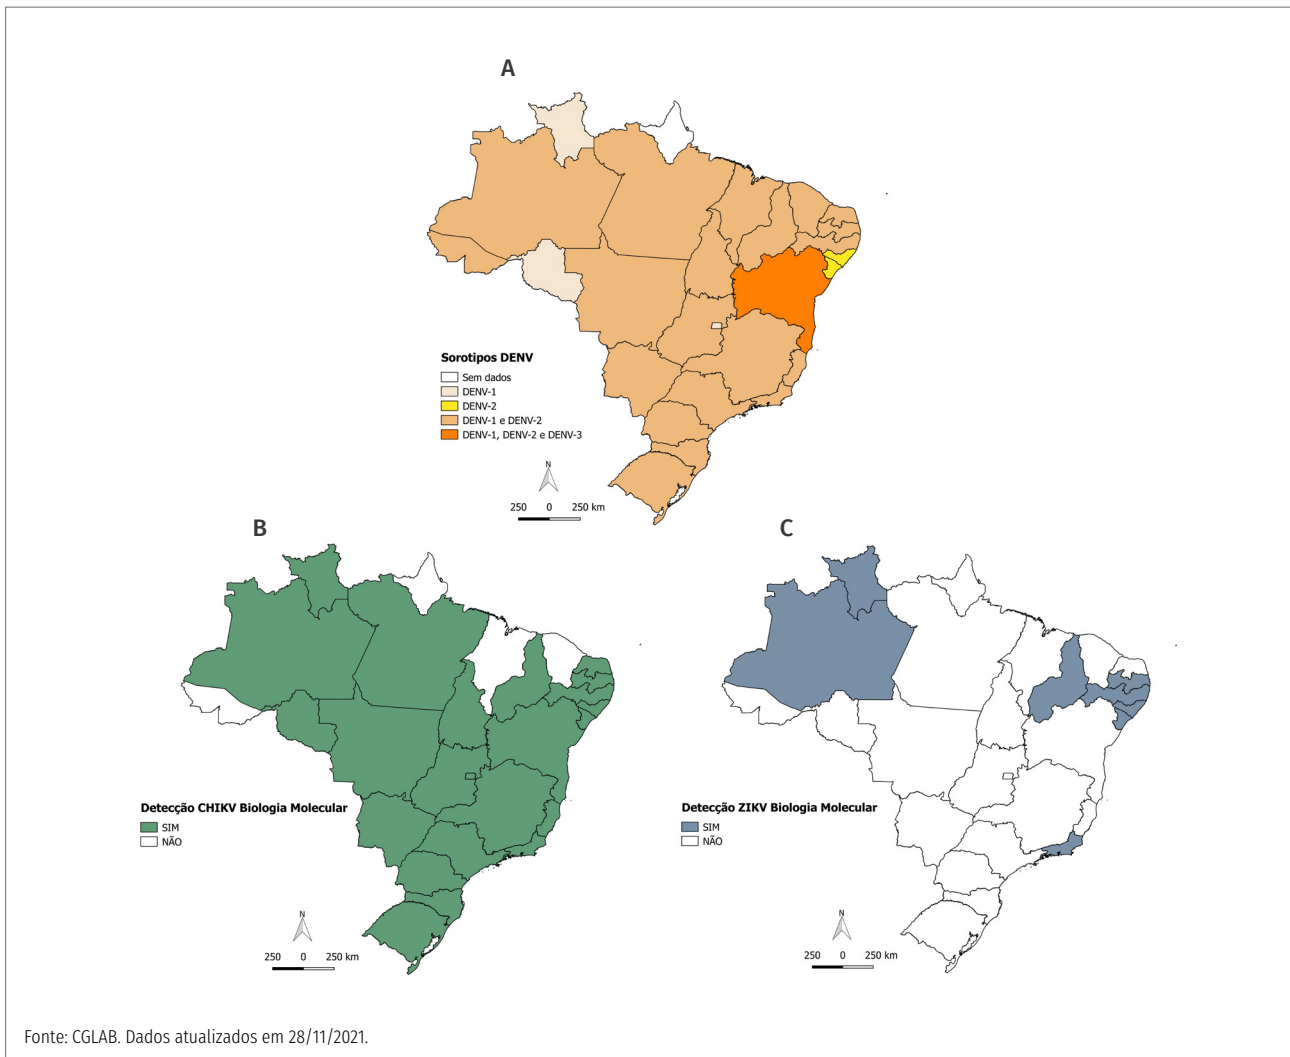 A
Sorotipos DENV
Sem dados
DENV-1
DENV-2
DENV-1 e DENV-2
DENV-1, DENV-2 e DENV-3
N
250 0 250 km
B
Detecção CHIKV Biologia Molecular
SIM
NÃO
N
250 0 250 km
C
Detecção ZIKV Biologia Molecular
SIM
NÃO
N
250 0 250 km
Fonte: CGLAB. Dados atualizados em 28/11/2021.